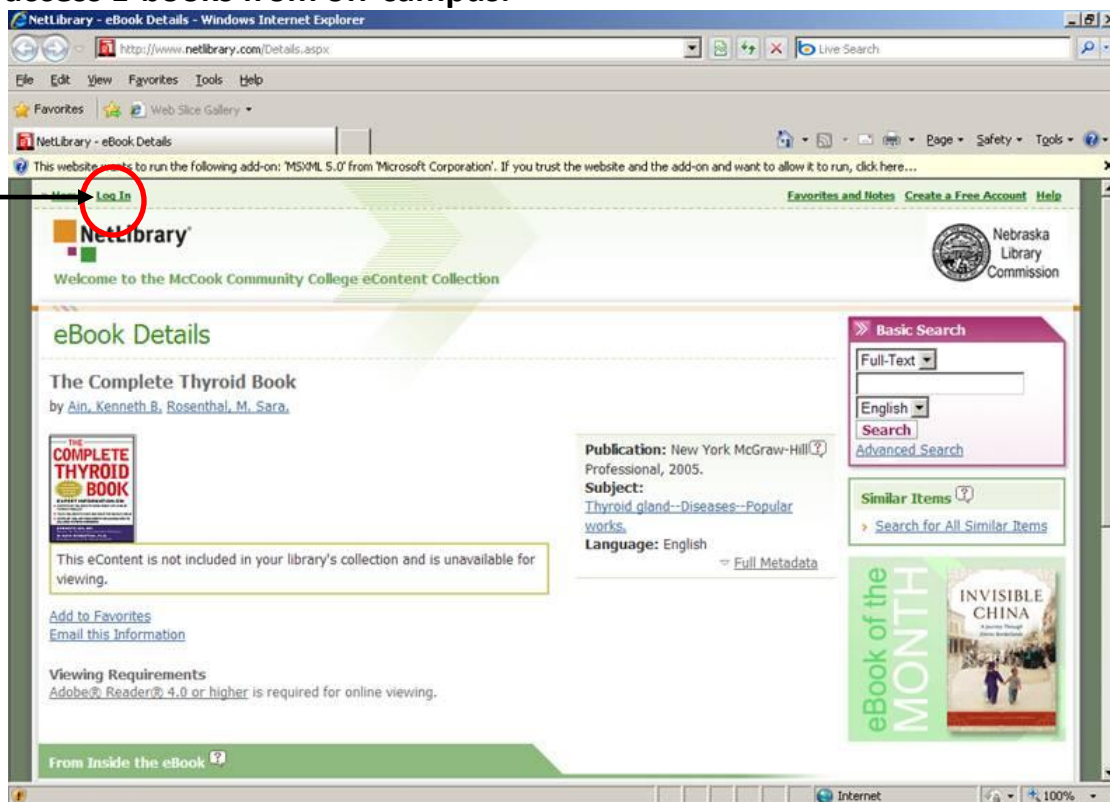 access E-books from off-campus.
NetLibrary - eBook Details - Windows Internet Explorer
http://www.netlibrary.com/Details.aspx
Live Search
File Edit View Favorites Tools Help
Favorites Web Slice Gallery
NetLibrary - eBook Details
Page Safety Tools
This website wants to run the following add-on: 'MSXML 5.0' from 'Microsoft Corporation'. If you trust the website and the add-on and want to allow it to run, click here...
Home Log In
Favorites and Notes Create a Free Account Help
NetLibrary
Nebraska
Library
Commission
Welcome to the McCook Community College eContent Collection
eBook Details
The Complete Thyroid Book
by Ain, Kenneth B. Rosenthal, M. Sara.
THE
COMPLETE
THYROID
BOOK
This eContent is not included in your library's collection and is unavailable for
viewing.
Add to Favorites
Email this Information
Viewing Requirements
Adobe® Reader® 4.0 or higher is required for online viewing.
Publication: New York McGraw-Hill
Professional, 2005.
Subject:
Thyroid gland--Diseases--Popular
works.
Language: English
Full Metadata
Basic Search
Full-Text
English
Search
Advanced Search
Similar Items
Search for All Similar Items
eBook of the
MONTH
INVISIBLE
CHINA
From Inside the eBook
Internet
100%